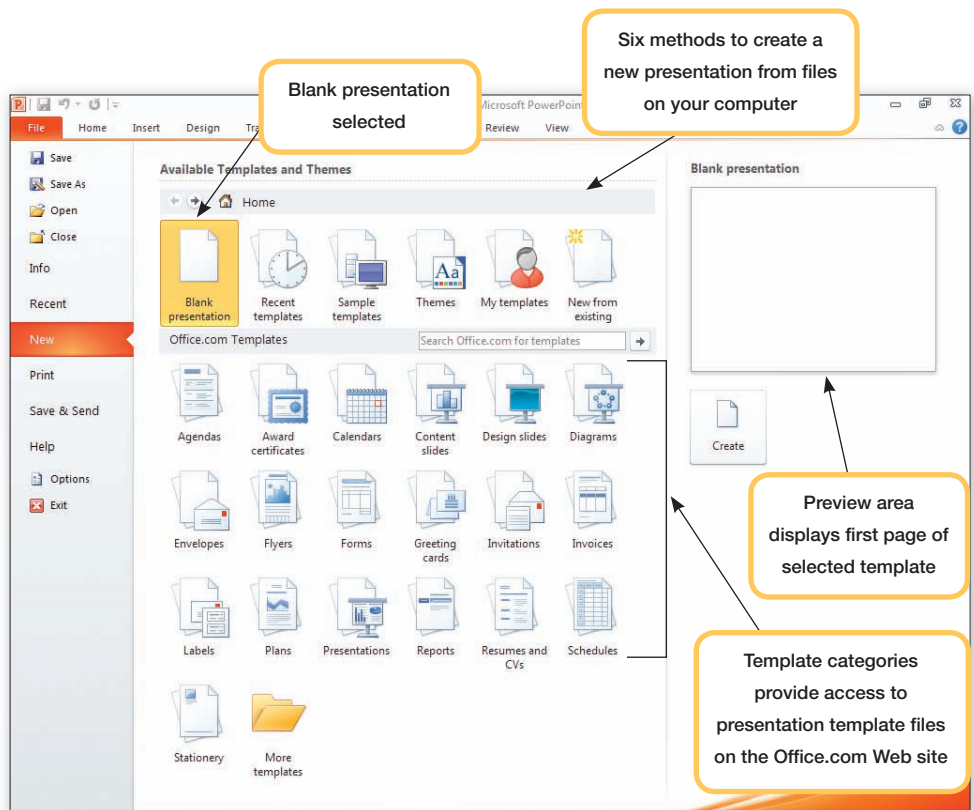 Six methods to create a
new presentation from files
on your computer
Blank presentation
selected
Microsoft PowerPoint
File
Home
Insert
Design
Tra
Review
View
Save
Save As
Open
Close
Info
Recent
New
Print
Save & Send
Help
Options
Exit
Available Templates and Themes
Home
Blank
presentation
Recent
templates
Sample
templates
Aa
Themes
My templates
New from
existing
Office.com Templates
Search Office.com for templates
Agendas
Award
certificates
Calendars
Content
slides
Design slides
Diagrams
Envelopes
Flyers
Forms
Greeting
cards
Invitations
Invoices
Labels
Plans
Presentations
Reports
Resumes and
CVs
Schedules
Stationery
More
templates
Blank presentation
Create
Preview area
displays first page of
selected template
Template categories
provide access to
presentation template files
on the Office.com Web site